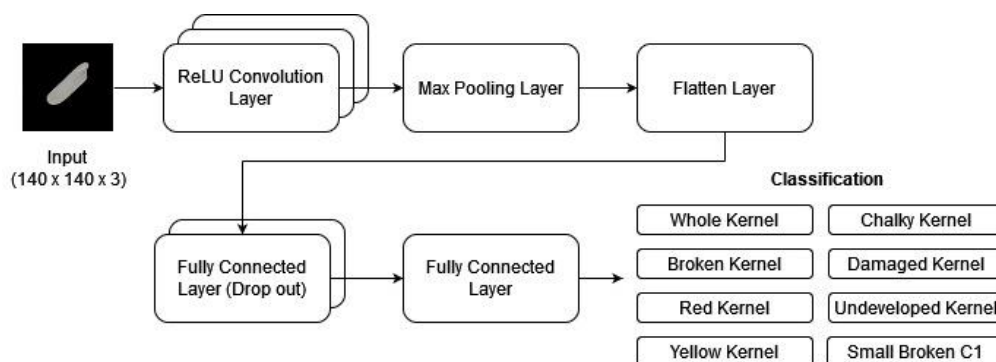 ReLU Convolution
Layer
Max Pooling Layer
Flatten Layer
Input
(140 x 140 x 3)
Fully Connected
Layer (Drop out)
Fully Connected
Layer
Classification
Whole Kernel
Chalky Kernel
Broken Kernel
Damaged Kernel
Red Kernel
Undeveloped Kernel
Yellow Kernel
Small Broken C1